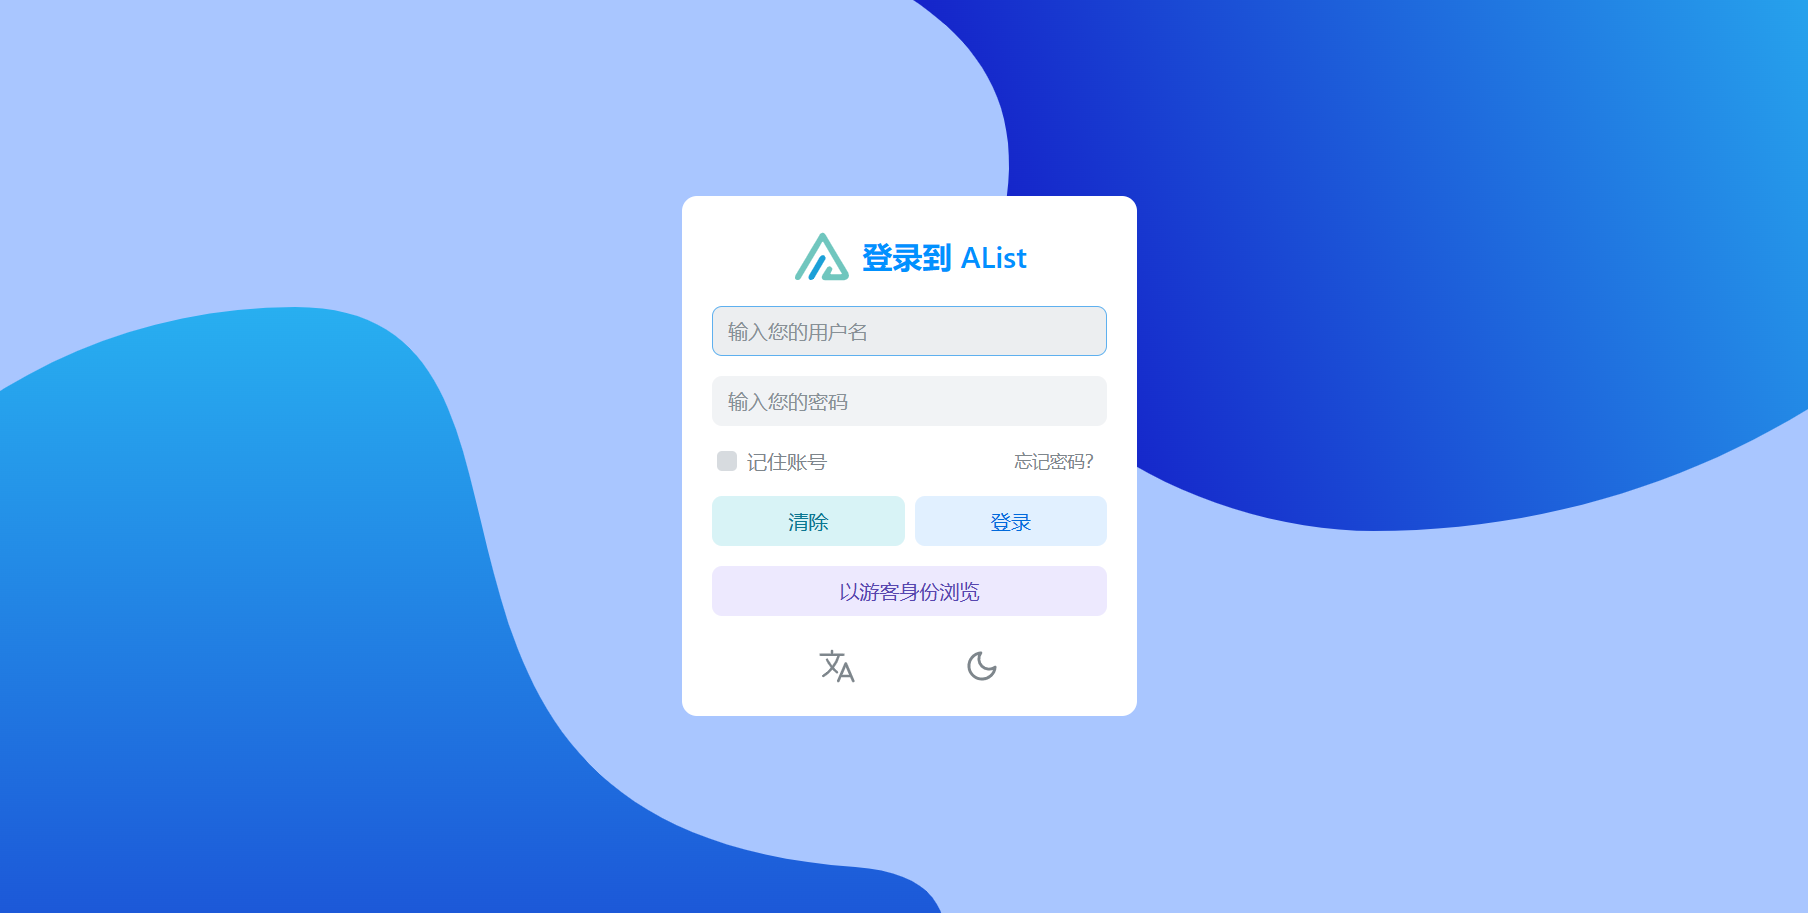 登录到 AList
输入您的用户名
输入您的密码
记住账号 忘记密码?
清除 登录
以游客身份浏览